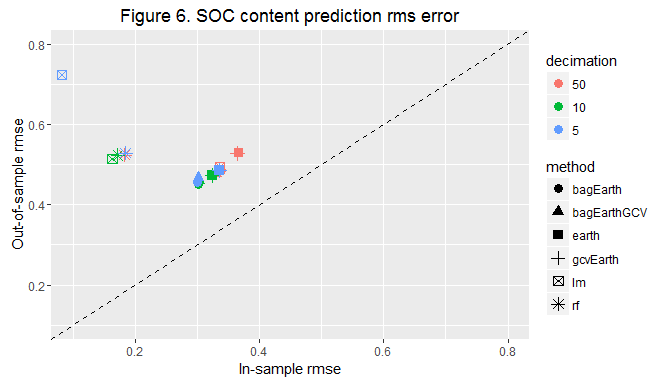 Figure 6. SOC content prediction rms error
Out-of-sample rmse
0.8
0.6
0.4
0.2
0.2 0.4 0.6 0.8
In-sample rmse
decimation
50
10
5
method
bagEarth
bagEarthGCV
earth
gcvEarth
lm
rf